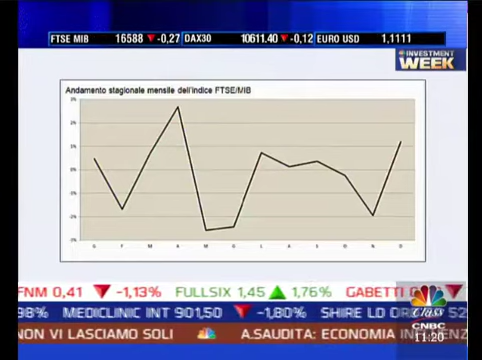 FTSE MIB 16588 ▼-0,27 DAX30 10611.40 ▼-0,12 EURO USD 1,1111
INVESTMENT
WEEK
Andamento stagionale mensile dell'indice FTSE/MIB
G F M A M G L A S O N D
FNM 0,41 ▼ -1,13% FULLSIX 1,45 ▲ 1,76% GABETTI
98% MEDICLINIC INT 901,50 ▼ -1,80% SHIRE LD
NON VI LASCIAMO SOLI A.SAUDITA: ECONOMIA
class
CNBC
11:20